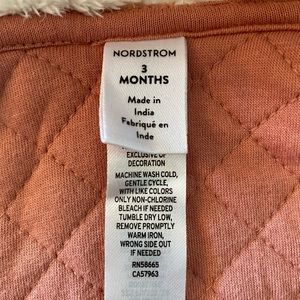 NORDSTROM
3
MONTHS
Made in
India
Fabriqué en
Inde
EXCLUSIVE OF
DECORATION
MACHINE WASH COLD,
GENTLE CYCLE,
WITH LIKE COLORS
ONLY NON-CHLORINE
BLEACH IF NEEDED
TUMBLE DRY LOW,
REMOVE PROMPTLY
WARM IRON,
WRONG SIDE OUT
IF NEEDED
RN58665
CA57963